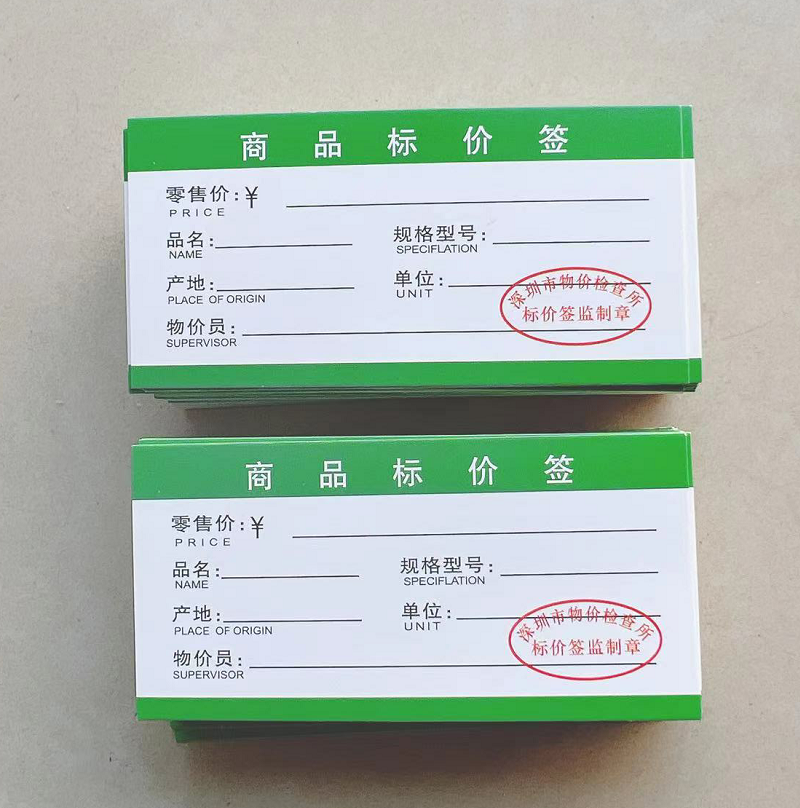 商品标价签
零售价:¥
PRICE
品名: 规格型号:
NAME SPECIFLATION
产地: 单位:
PLACE OF ORIGIN UNIT
深圳市物价检查所
标价签监制章
物价员:
SUPERVISOR
商品标价签
零售价:¥
PRICE
品名: 规格型号:
NAME SPECIFLATION
产地: 单位:
PLACE OF ORIGIN UNIT
深圳市物价检查所
标价签监制章
物价员:
SUPERVISOR